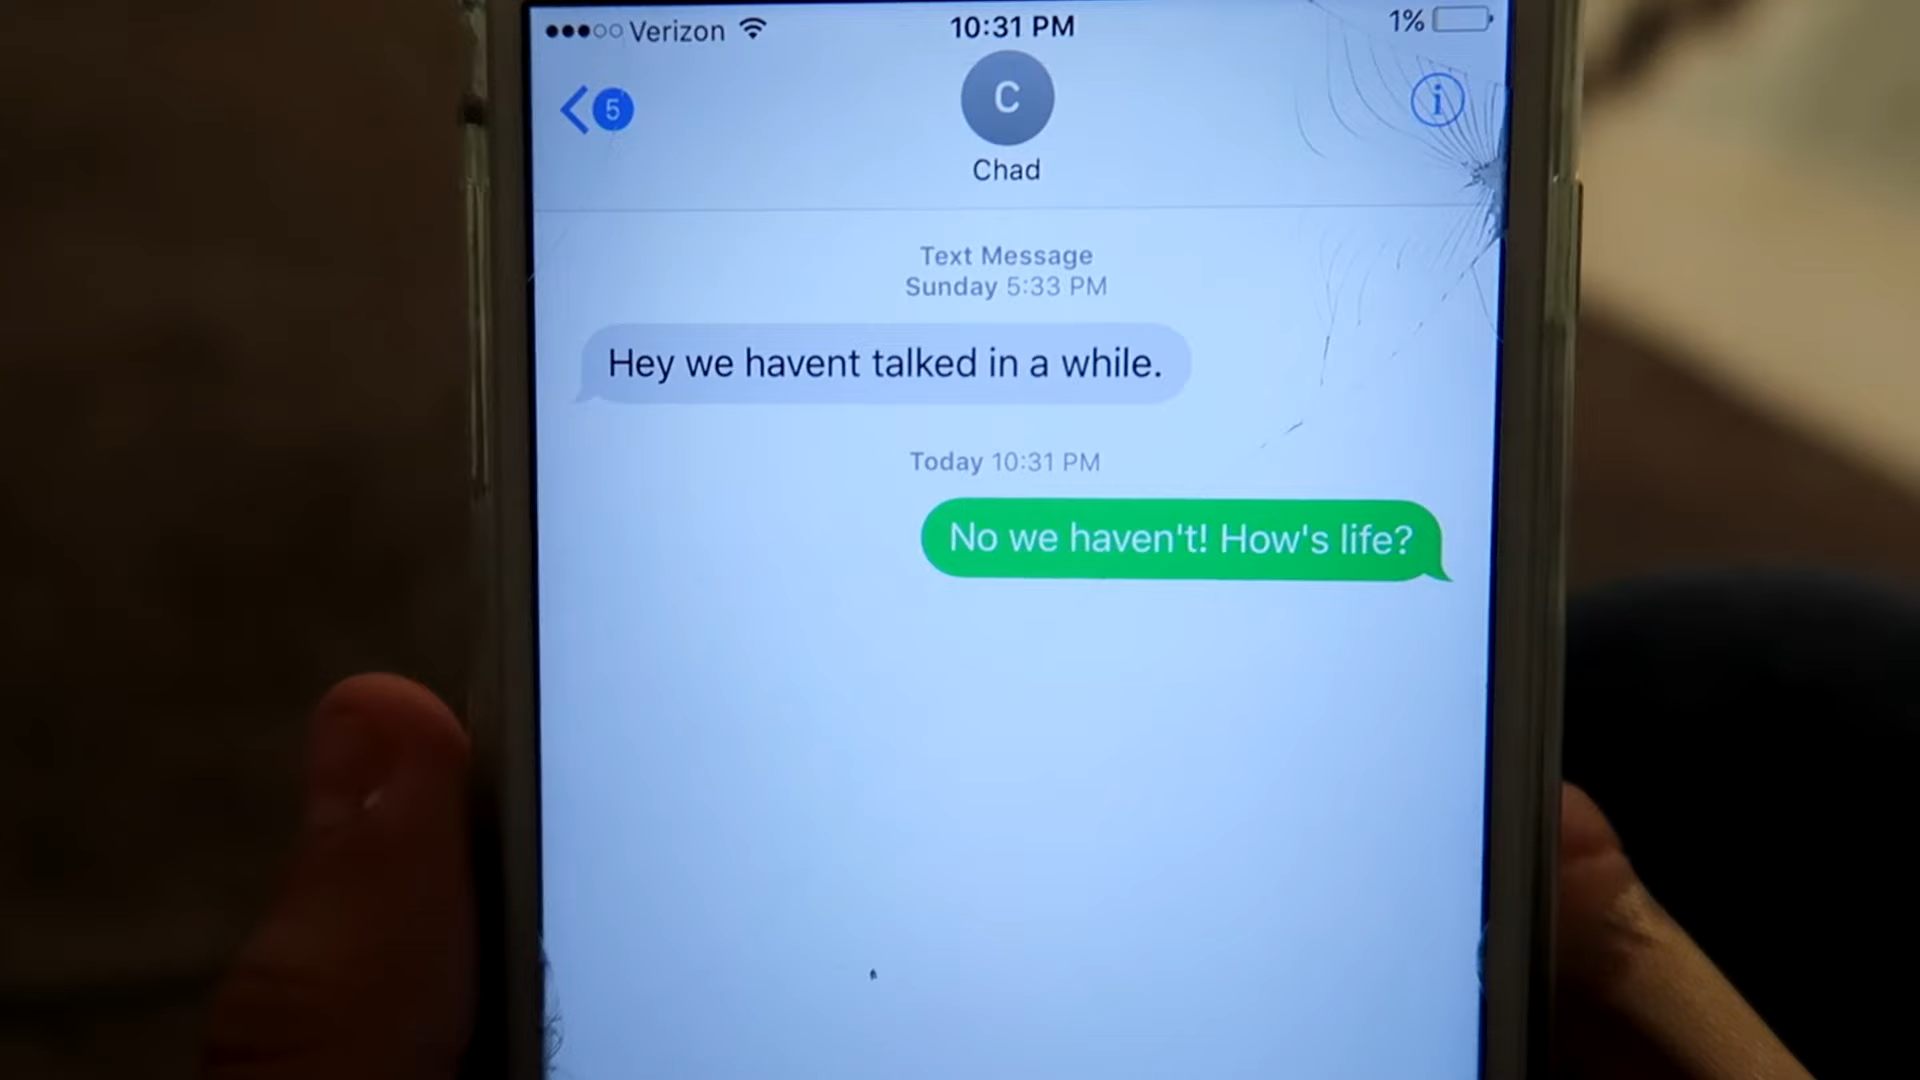 Verizon 10:31 PM 1%
5
C
i
Chad
Text Message
Sunday 5:33 PM
Hey we havent talked in a while.
Today 10:31 PM
No we haven't! How's life?